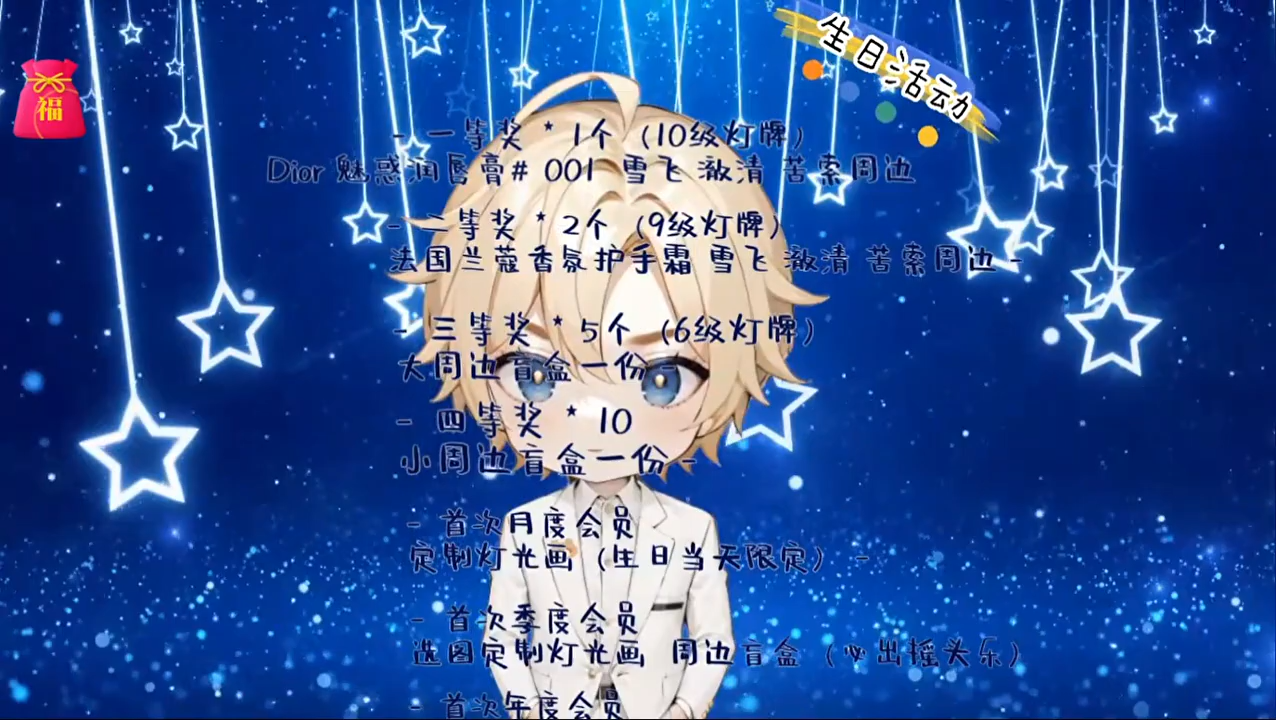 生日活动
福
- 一等奖 * 1个 (10级灯牌)
Dior 魅惑润唇膏# 001 雪飞 澈清 苦索周边
- 二等奖 * 2个 (9级灯牌)
法国兰蔻香氛护手霜 雪飞 澈清 苦索周边 -
- 三等奖 * 5个 (6级灯牌)
大周边盲盒一份 -
- 四等奖 * 10
小周边盲盒一份 -
- 首次月度会员
定制灯光画 (生日当天限定) -
- 首次季度会员
选图定制灯光画 周边盲盒 (必出摇头乐)
- 首次年度会员